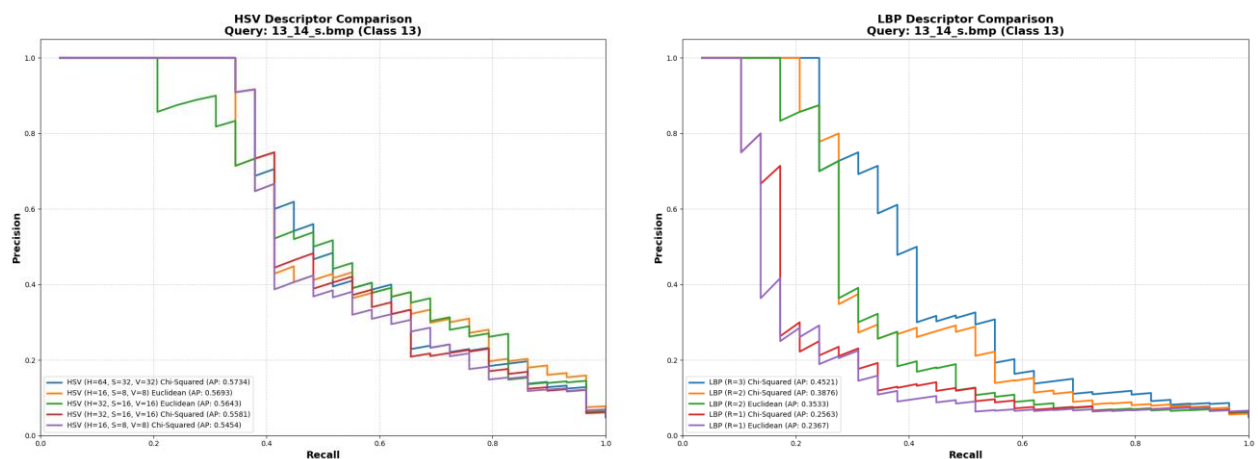 HSV Descriptor Comparison
Query: 13_14_s.bmp (Class 13)
1.0
0.8
0.6
0.4
0.2
0.0
Precision
HSV (H=64, S=32, V=32) Chi-Squared (AP: 0.5734)
HSV (H=16, S=8, V=8) Euclidean (AP: 0.5693)
HSV (H=32, S=16, V=16) Euclidean (AP: 0.5643)
HSV (H=32, S=16, V=16) Chi-Squared (AP: 0.5581)
HSV (H=16, S=8, V=8) Chi-Squared (AP: 0.5454)
0.0 0.2 0.4 0.6 0.8 1.0
Recall
LBP Descriptor Comparison
Query: 13_14_s.bmp (Class 13)
1.0
0.8
0.6
0.4
0.2
0.0
Precision
LBP (R=3) Chi-Squared (AP: 0.4521)
LBP (R=2) Chi-Squared (AP: 0.3876)
LBP (R=2) Euclidean (AP: 0.3533)
LBP (R=1) Chi-Squared (AP: 0.2563)
LBP (R=1) Euclidean (AP: 0.2367)
0.0 0.2 0.4 0.6 0.8 1.0
Recall